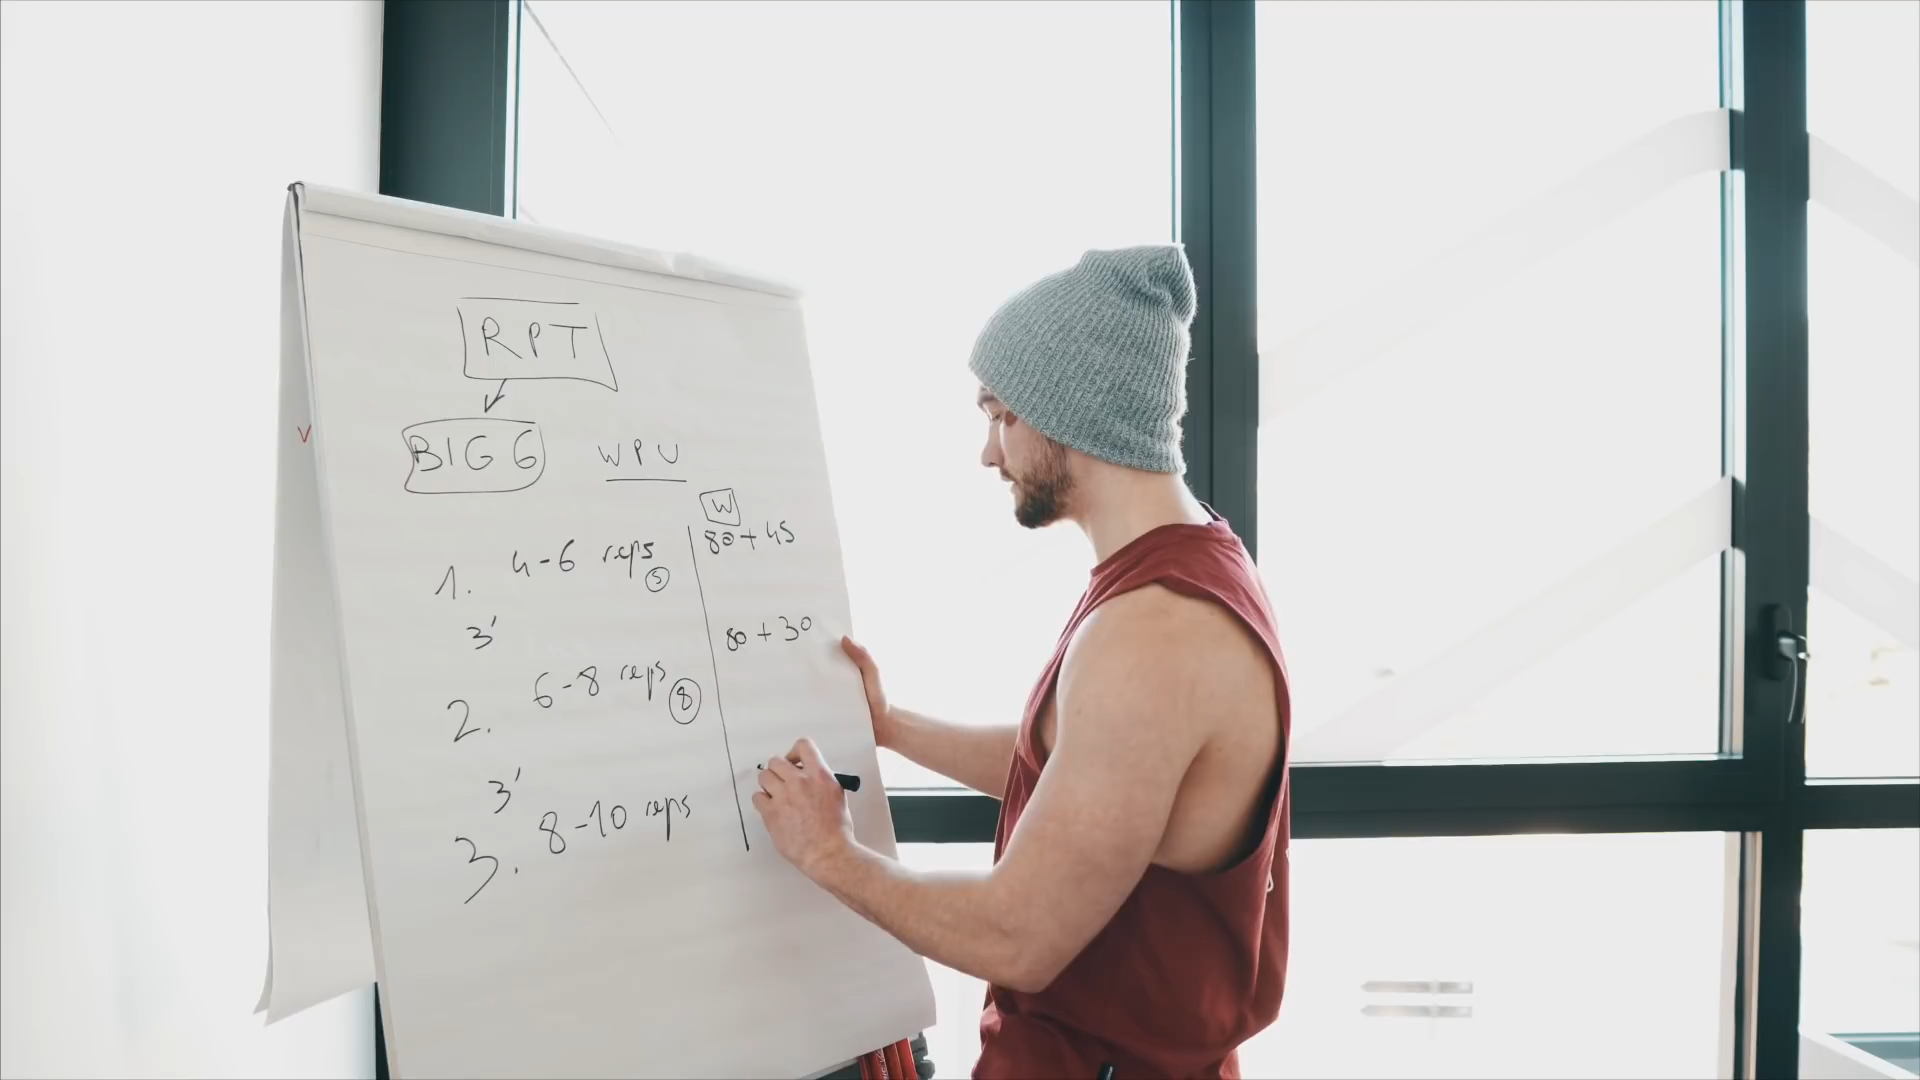 RPT
BIG 6 WPU
W
1. 4-6 reps 5 80+45
3'
80+30
2. 6-8 reps 8
3'
3. 8-10 reps